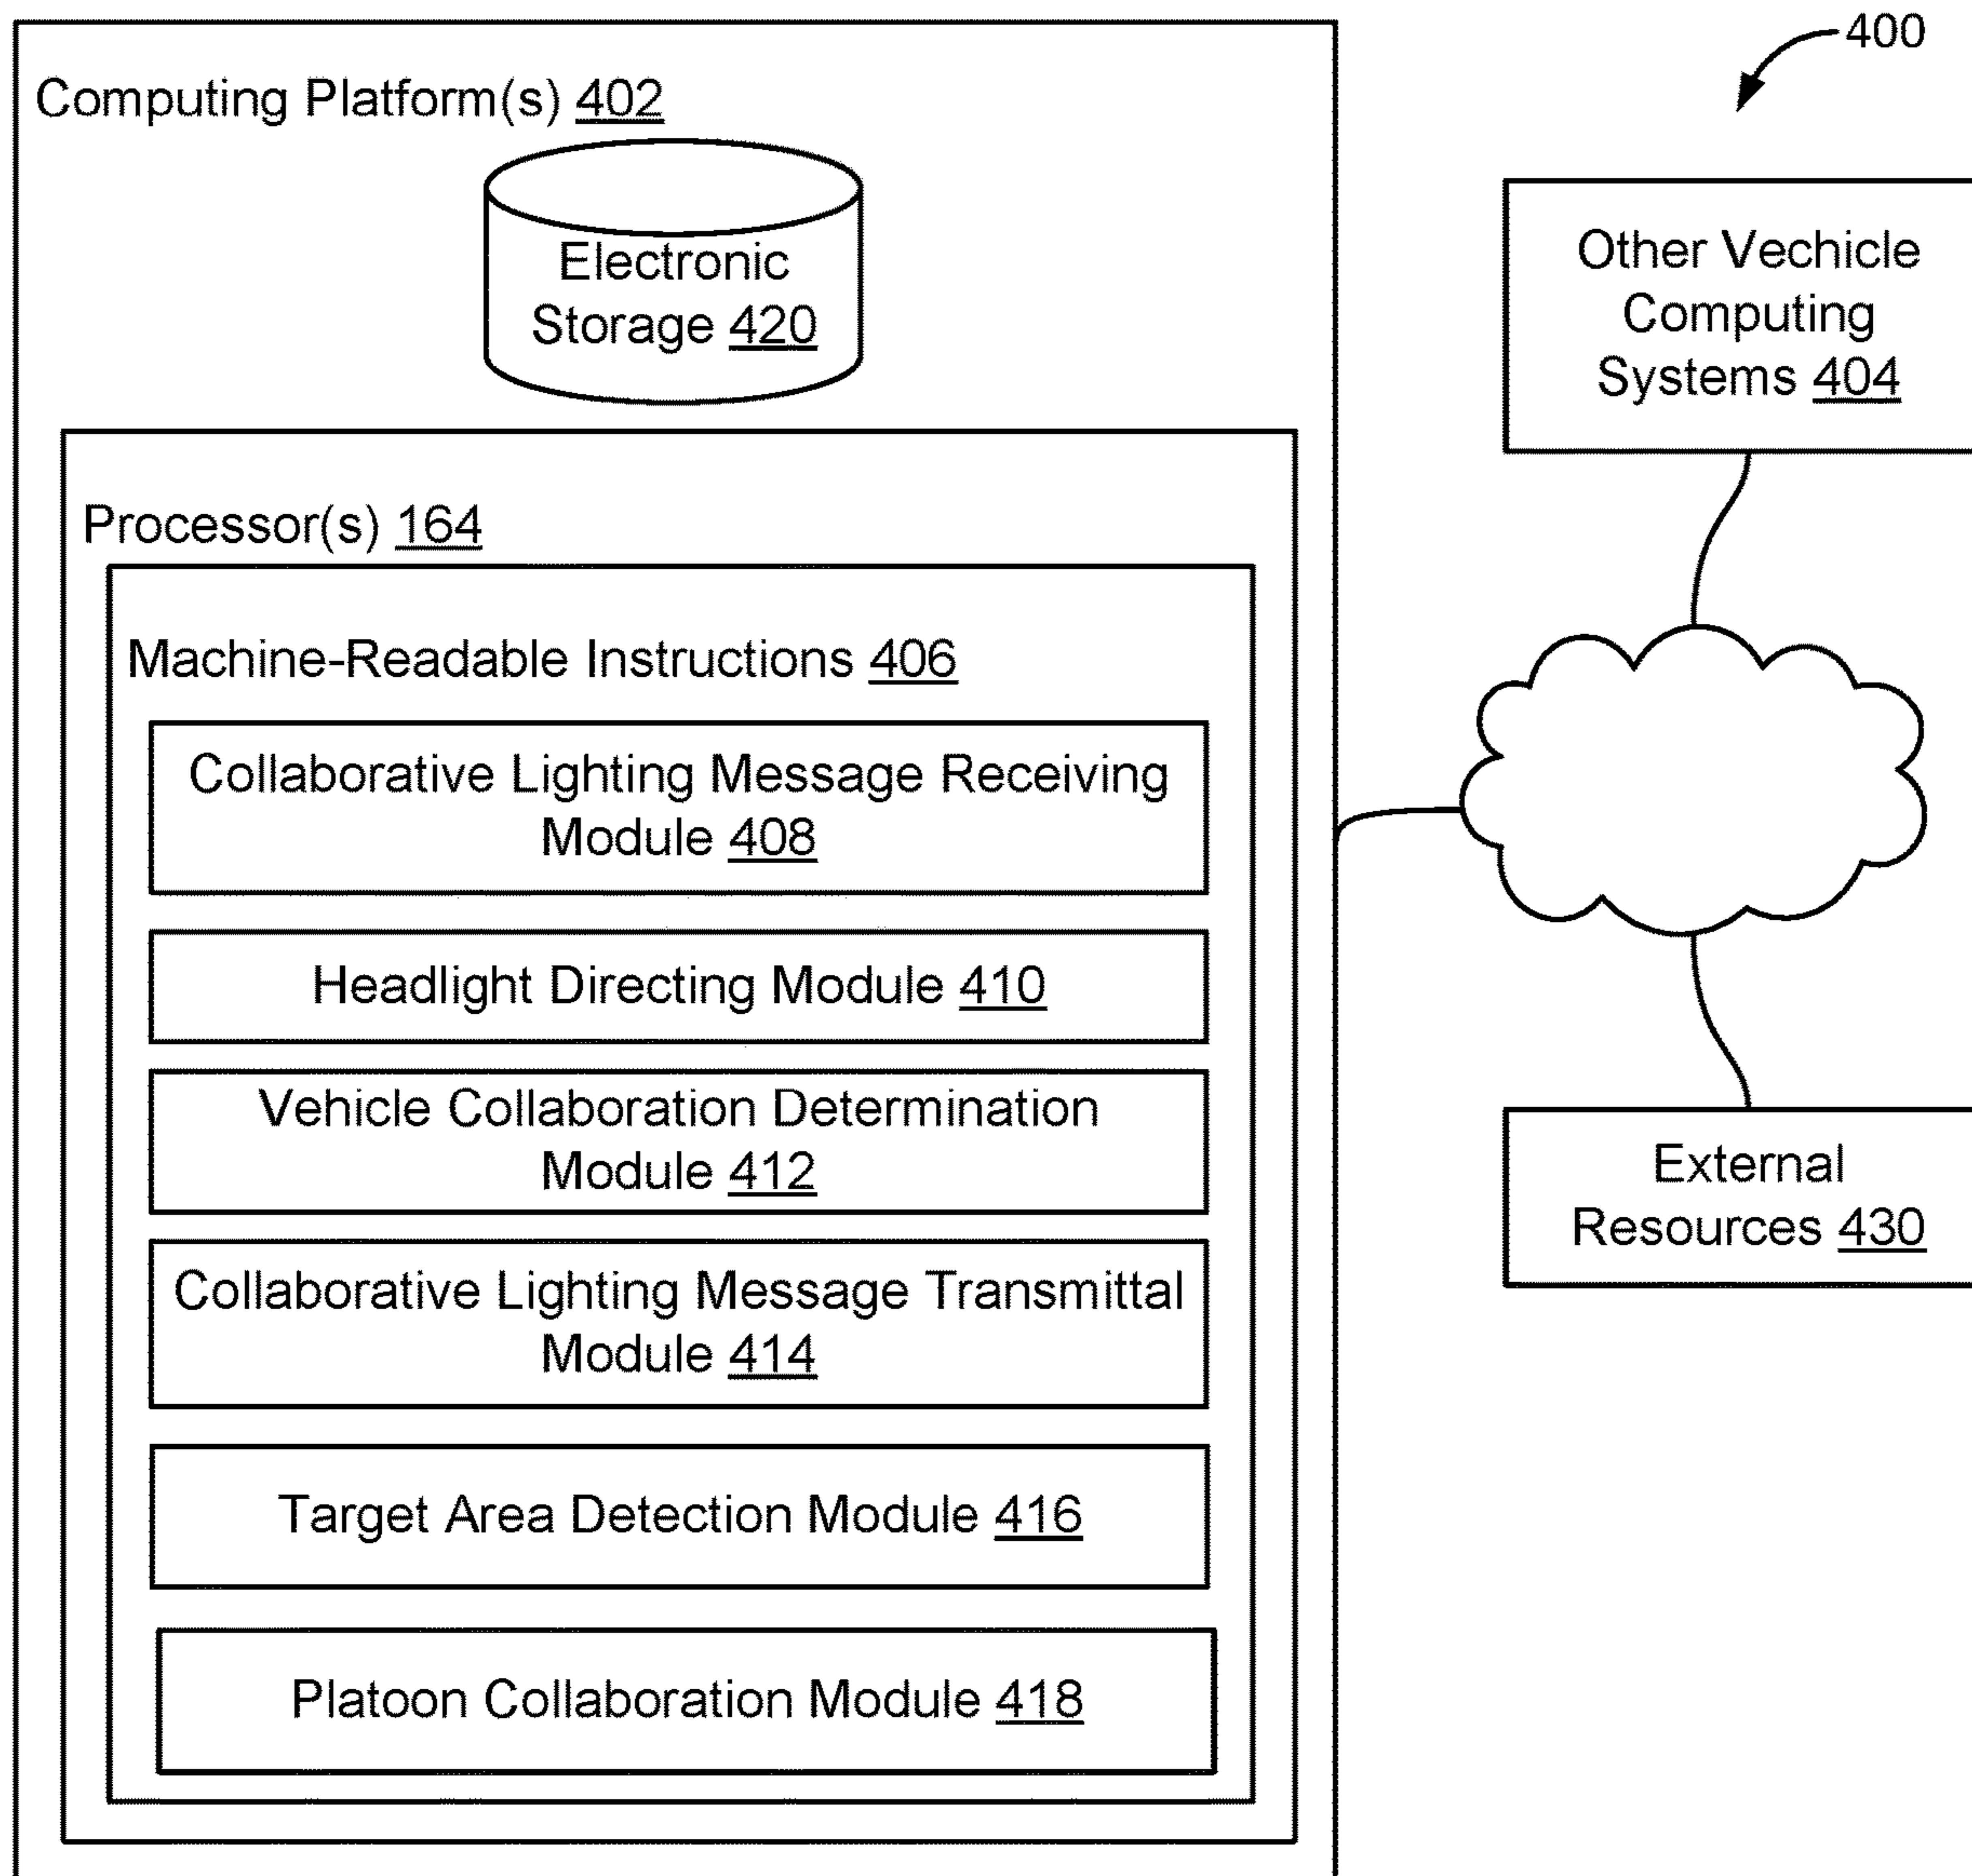 400
Computing Platform(s) 402
Electronic
Storage 420
Processor(s) 164
Machine-Readable Instructions 406
Collaborative Lighting Message Receiving
Module 408
Headlight Directing Module 410
Vehicle Collaboration Determination
Module 412
Collaborative Lighting Message Transmittal
Module 414
Target Area Detection Module 416
Platoon Collaboration Module 418
Other Vechicle
Computing
Systems 404
External
Resources 430